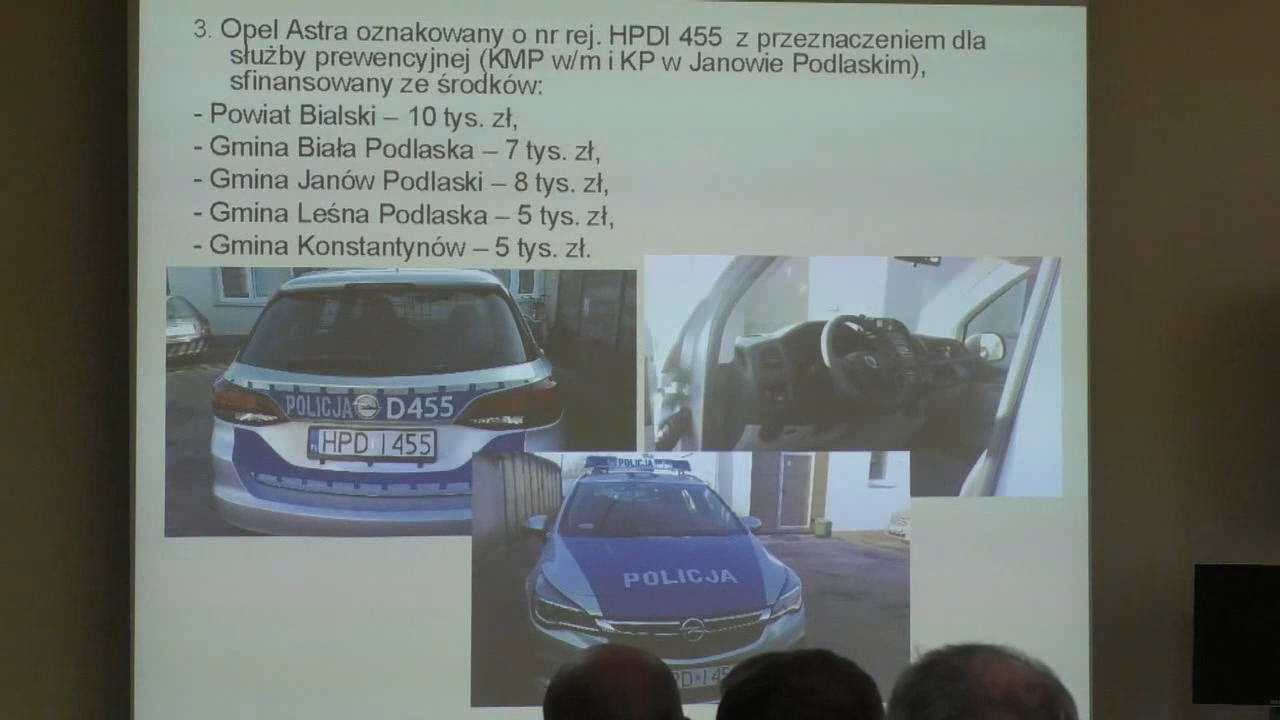 3. Opel Astra oznakowany o nr rej. HPDI 455 z przeznaczeniem dla
służby prewencyjnej (KMP w/m i KP w Janowie Podlaskim),
sfinansowany ze środków:
- Powiat Bialski – 10 tys. zł,
- Gmina Biała Podlaska – 7 tys. zł,
- Gmina Janów Podlaski – 8 tys. zł,
- Gmina Leśna Podlaska – 5 tys. zł,
- Gmina Konstantynów – 5 tys. zł.
POLICJA D455
HPD I 455
POLICJA
POLICJA
PD I 45